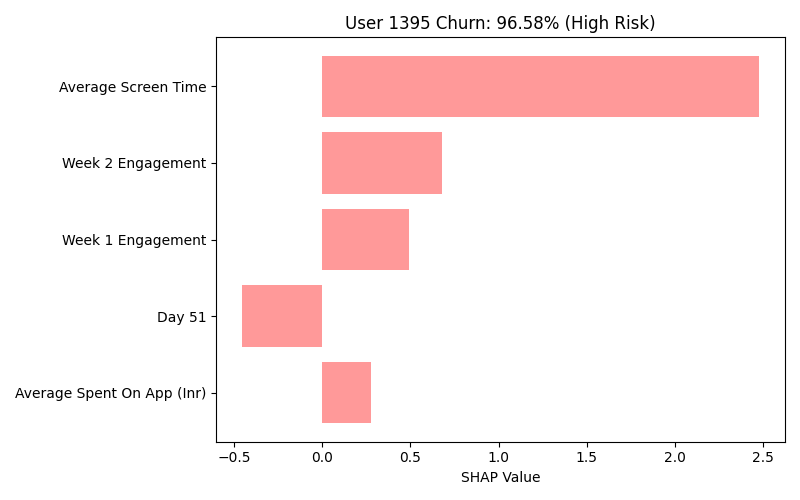 User 1395 Churn: 96.58% (High Risk)
Average Screen Time
Week 2 Engagement
Week 1 Engagement
Day 51
Average Spent On App (Inr)
−0.5 0.0 0.5 1.0 1.5 2.0 2.5
SHAP Value